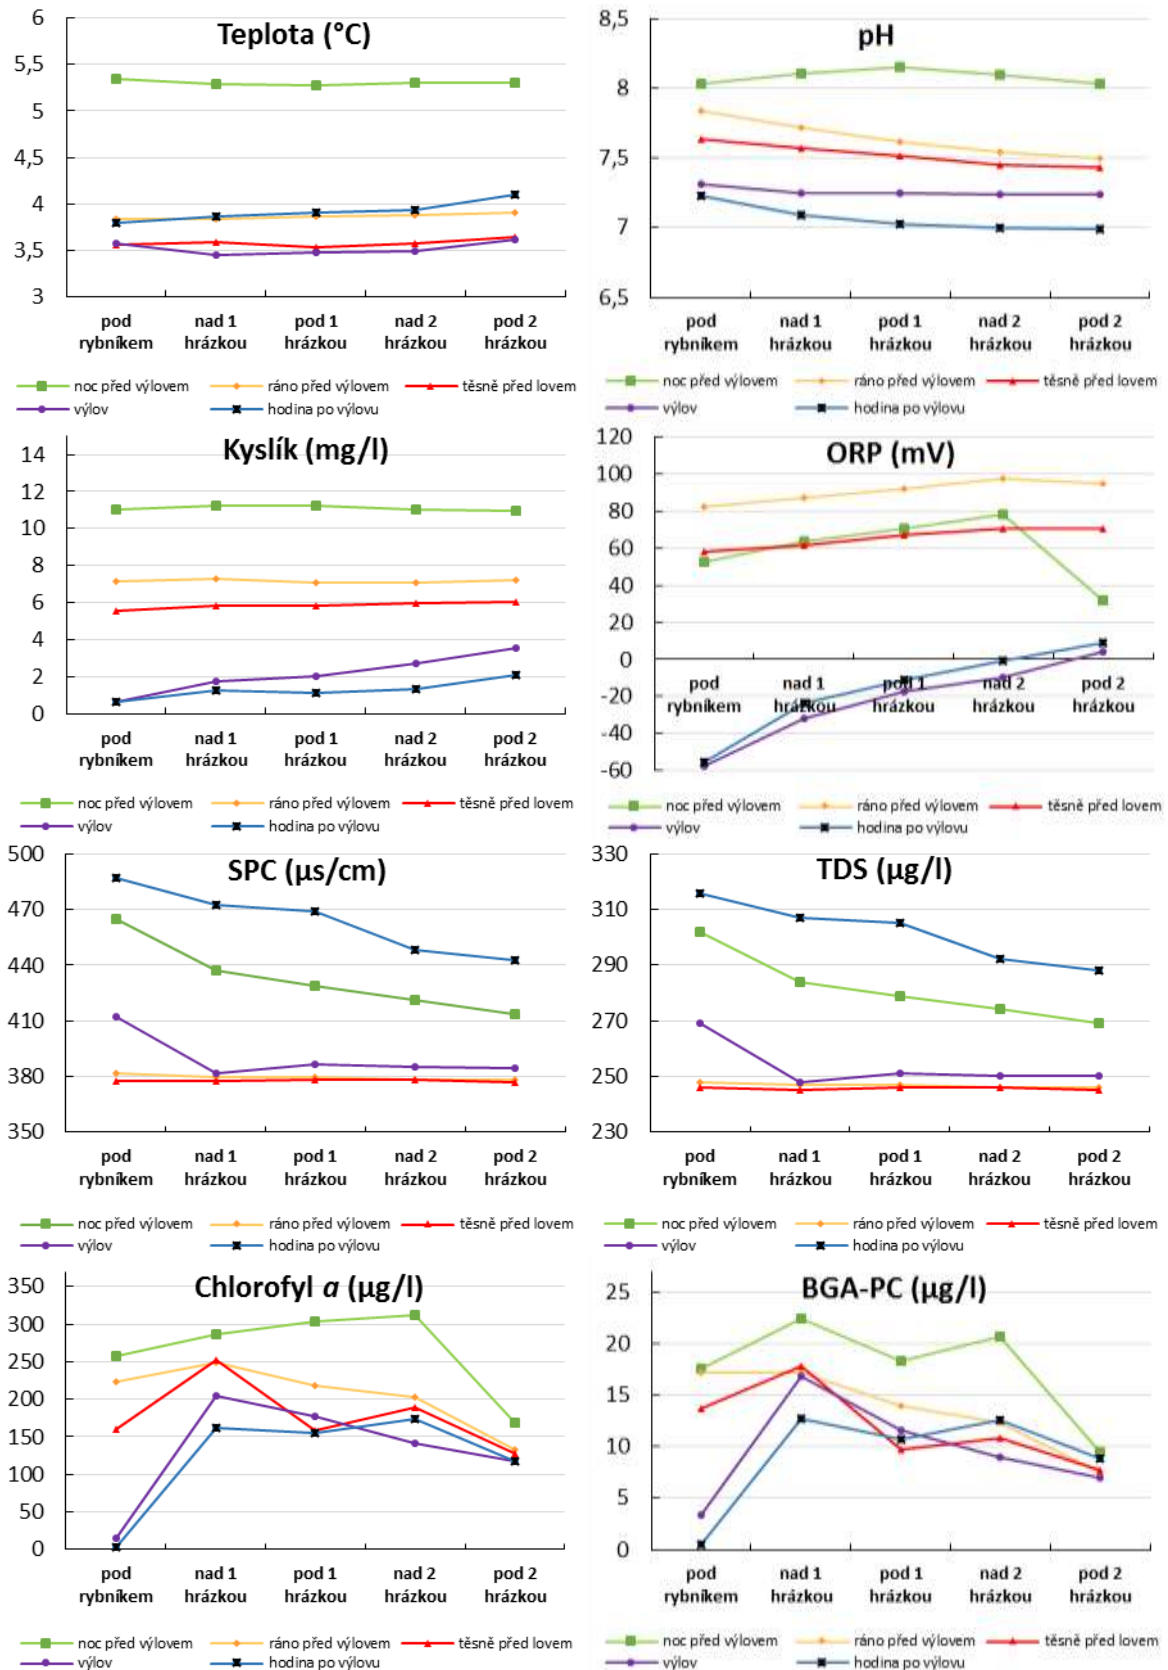 Teplota (°C)
6
5,5
5
4,5
4
3,5
3
pod rybníkem
nad 1 hrázkou
pod 1 hrázkou
nad 2 hrázkou
pod 2 hrázkou
noc před výlovem
ráno před výlovem
těsně před lovem
výlov
hodina po výlovu
pH
8,5
8
7,5
7
6,5
pod rybníkem
nad 1 hrázkou
pod 1 hrázkou
nad 2 hrázkou
pod 2 hrázkou
noc před výlovem
ráno před výlovem
těsně před lovem
výlov
hodina po výlovu
Kyslík (mg/l)
14
12
10
8
6
4
2
0
pod rybníkem
nad 1 hrázkou
pod 1 hrázkou
nad 2 hrázkou
pod 2 hrázkou
noc před výlovem
ráno před výlovem
těsně před lovem
výlov
hodina po výlovu
ORP (mV)
120
100
80
60
40
20
0
-20
-40
-60
pod rybníkem
nad 1 hrázkou
pod 1 hrázkou
nad 2 hrázkou
pod 2 hrázkou
noc před výlovem
ráno před výlovem
těsně před lovem
výlov
hodina po výlovu
SPC (µs/cm)
500
470
440
410
380
350
pod rybníkem
nad 1 hrázkou
pod 1 hrázkou
nad 2 hrázkou
pod 2 hrázkou
noc před výlovem
ráno před výlovem
těsně před lovem
výlov
hodina po výlovu
TDS (µg/l)
330
310
290
270
250
230
pod rybníkem
nad 1 hrázkou
pod 1 hrázkou
nad 2 hrázkou
pod 2 hrázkou
noc před výlovem
ráno před výlovem
těsně před lovem
výlov
hodina po výlovu
Chlorofyl a (µg/l)
350
300
250
200
150
100
50
0
pod rybníkem
nad 1 hrázkou
pod 1 hrázkou
nad 2 hrázkou
pod 2 hrázkou
noc před výlovem
ráno před výlovem
těsně před lovem
výlov
hodina po výlovu
BGA-PC (µg/l)
25
20
15
10
5
0
pod rybníkem
nad 1 hrázkou
pod 1 hrázkou
nad 2 hrázkou
pod 2 hrázkou
noc před výlovem
ráno před výlovem
těsně před lovem
výlov
hodina po výlovu